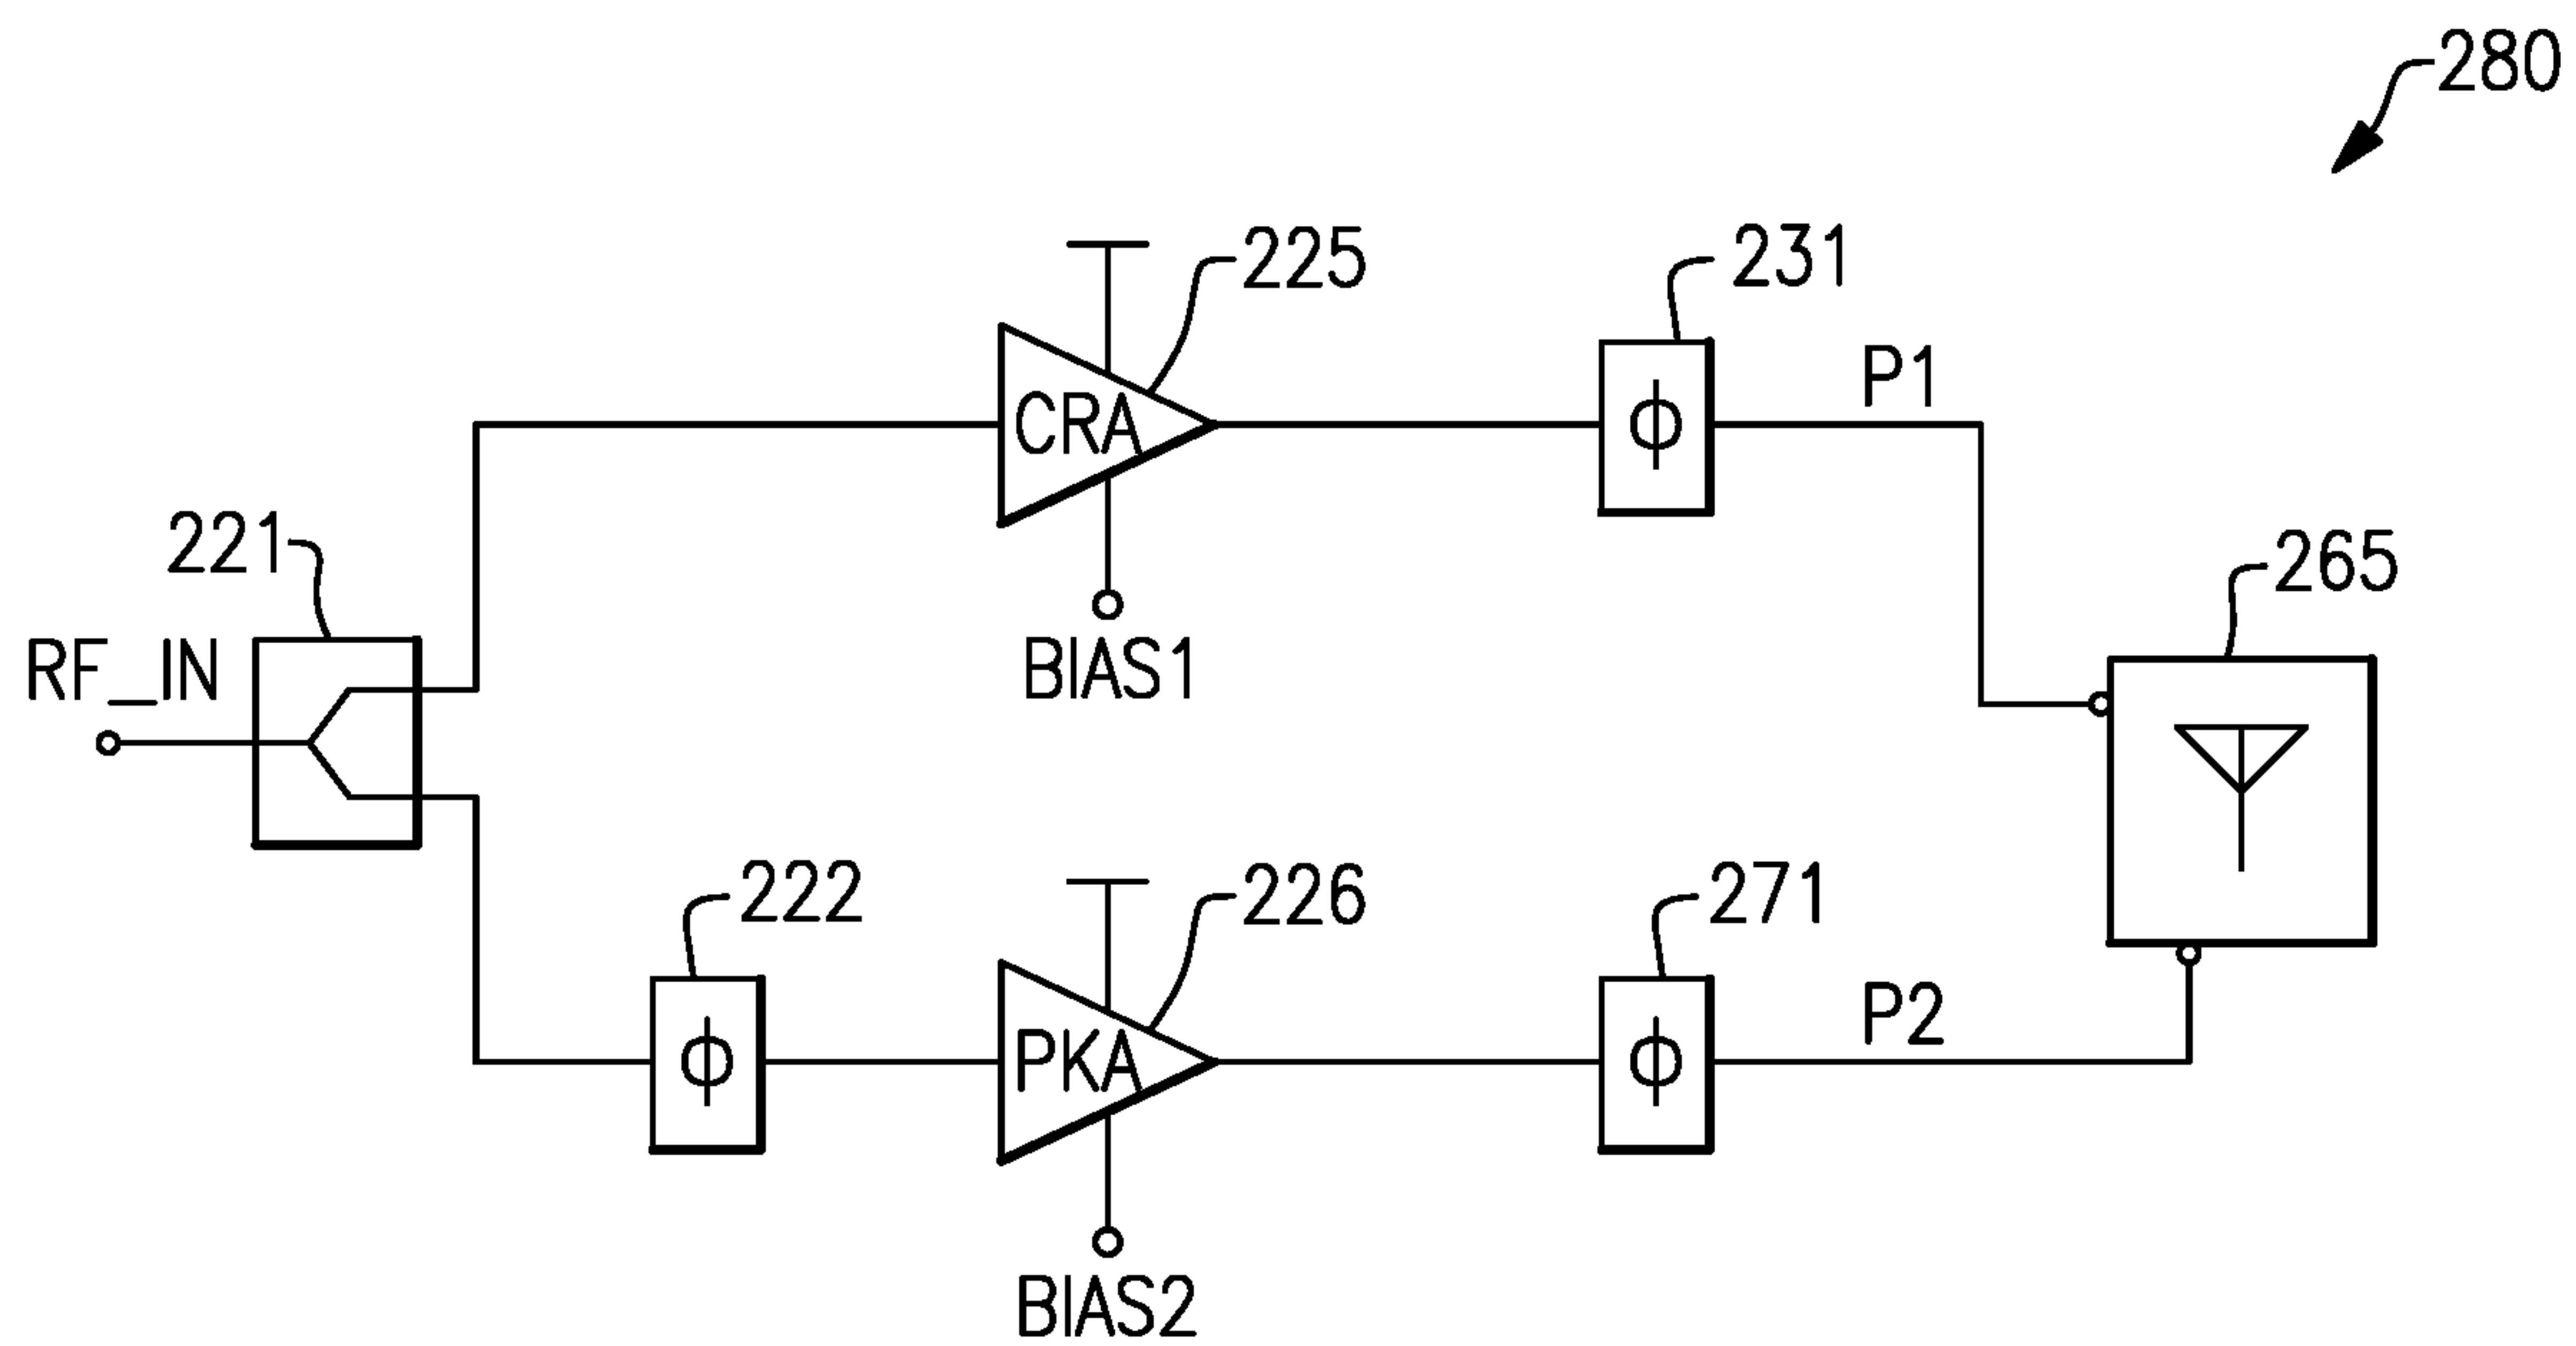 280
225
231
CRA
Φ
P1
221
RF_IN
BIAS1
265
222
226
271
Φ
PKA
Φ
P2
BIAS2